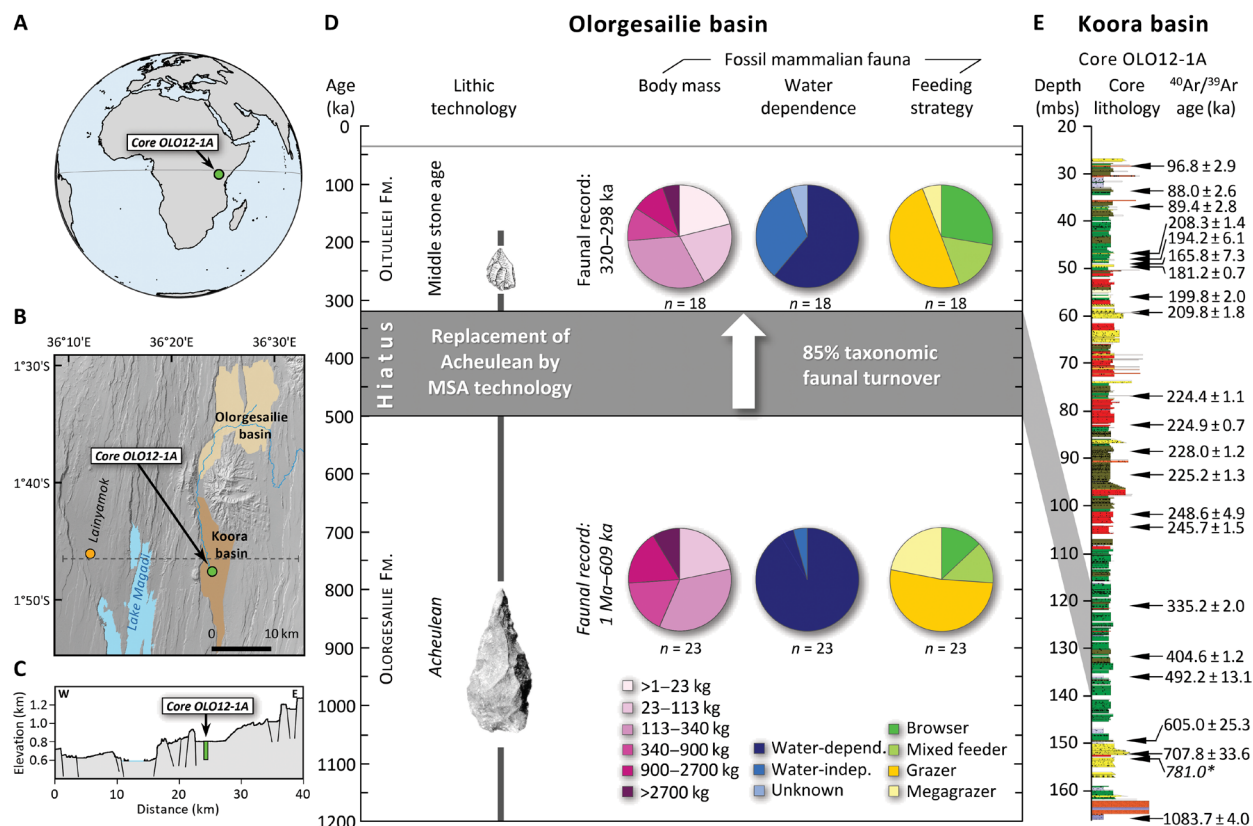 A
Core OLO12-1A
B
36°10'E
36°20'E
36°30'E
1°30'S
1°40'S
1°50'S
Olorgesailie
basin
Core OLO12-1A
Lainyamok
Koora
basin
Lake Magadi
0 10 km
C
W E
Core OLO12-1A
Elevation (km)
1.2
1.0
0.8
0.6
0 10 20 30 40
Distance (km)
D
Olorgesailie basin
Fossil mammalian fauna
Age
(ka)
Lithic
technology
Body mass
Water
dependence
Feeding
strategy
0
100
200
300
400
500
600
700
800
900
1000
1100
1200
OLTULELEI FM.
Middle stone age
Faunal record:
320–298 ka
n = 18
n = 18
n = 18
Hiatus
Replacement of
Acheulean by
MSA technology
85% taxonomic
faunal turnover
OLORGESAILIE FM.
Acheulean
Faunal record:
1 Ma–609 ka
n = 23
n = 23
n = 23
>1–23 kg
23–113 kg
113–340 kg
340–900 kg
900–2700 kg
>2700 kg
Water-depend.
Water-indep.
Unknown
Browser
Mixed feeder
Grazer
Megagrazer
E
Koora basin
Core OLO12-1A
Depth
(mbs)
Core
lithology
⁴⁰Ar/³⁹Ar
age (ka)
20
30
40
50
60
70
80
90
100
110
120
130
140
150
160
96.8 ± 2.9
88.0 ± 2.6
89.4 ± 2.8
208.3 ± 1.4
194.2 ± 6.1
165.8 ± 7.3
181.2 ± 0.7
199.8 ± 2.0
209.8 ± 1.8
224.4 ± 1.1
224.9 ± 0.7
228.0 ± 1.2
225.2 ± 1.3
248.6 ± 4.9
245.7 ± 1.5
335.2 ± 2.0
404.6 ± 1.2
492.2 ± 13.1
605.0 ± 25.3
707.8 ± 33.6
781.0*
1083.7 ± 4.0